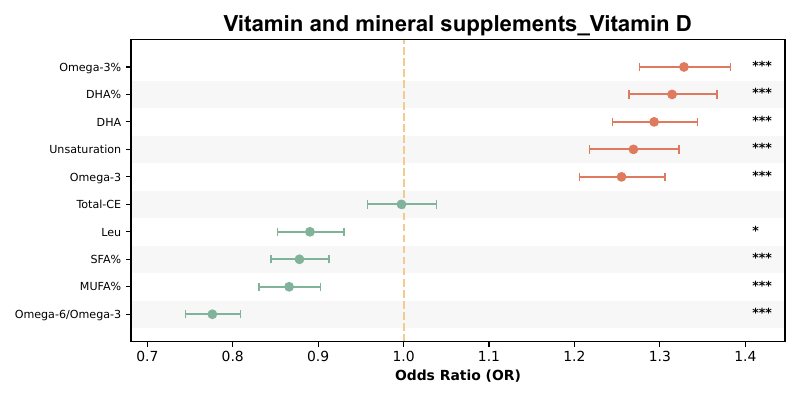 Vitamin and mineral supplements_Vitamin D
Omega-3% ***
DHA% ***
DHA ***
Unsaturation ***
Omega-3 ***
Total-CE
Leu *
SFA% ***
MUFA% ***
Omega-6/Omega-3 ***
0.7 0.8 0.9 1.0 1.1 1.2 1.3 1.4
Odds Ratio (OR)